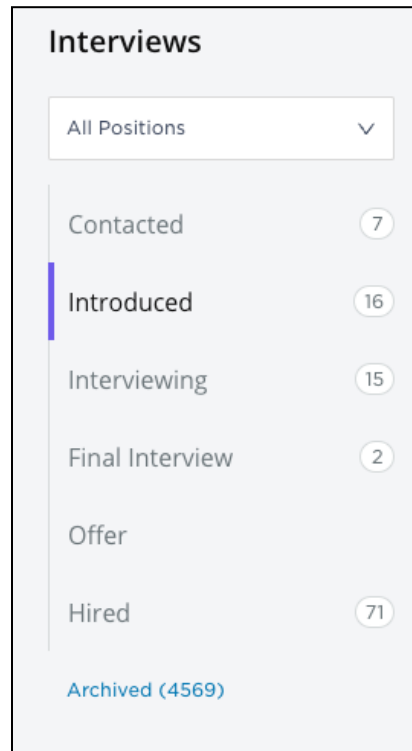 Interviews
All Positions
Contacted 7
Introduced 16
Interviewing 15
Final Interview 2
Offer
Hired 71
Archived (4569)